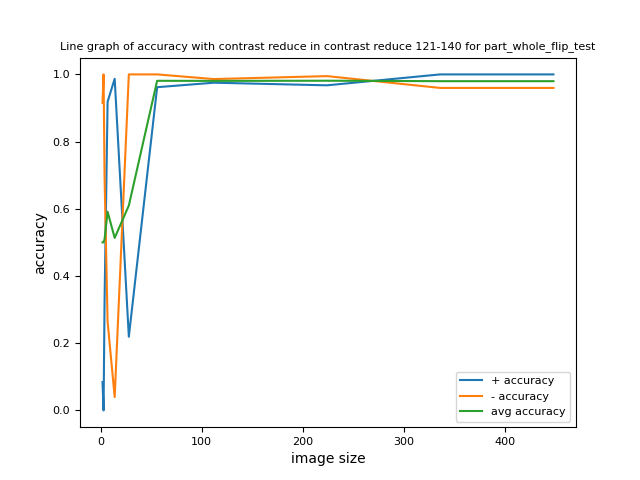 Line graph of accuracy with contrast reduce in contrast reduce 121-140 for part_whole_flip_test
1.0
0.8
0.6
0.4
0.2
0.0
accuracy
+ accuracy
- accuracy
avg accuracy
0 100 200 300 400
image size